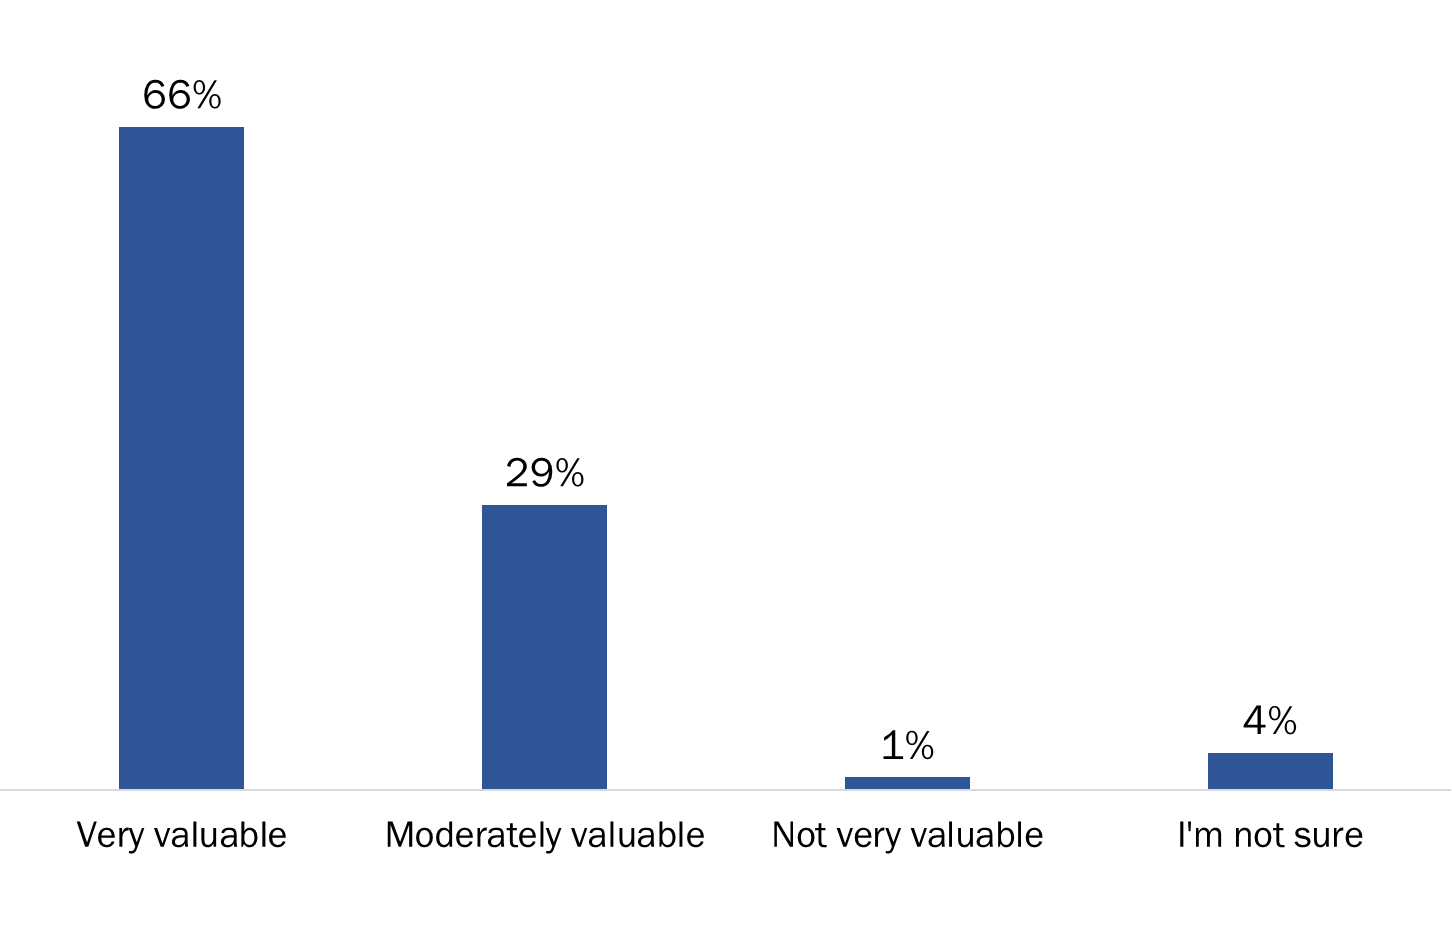 66%
29%
1%
4%
Very valuable
Moderately valuable
Not very valuable
I'm not sure